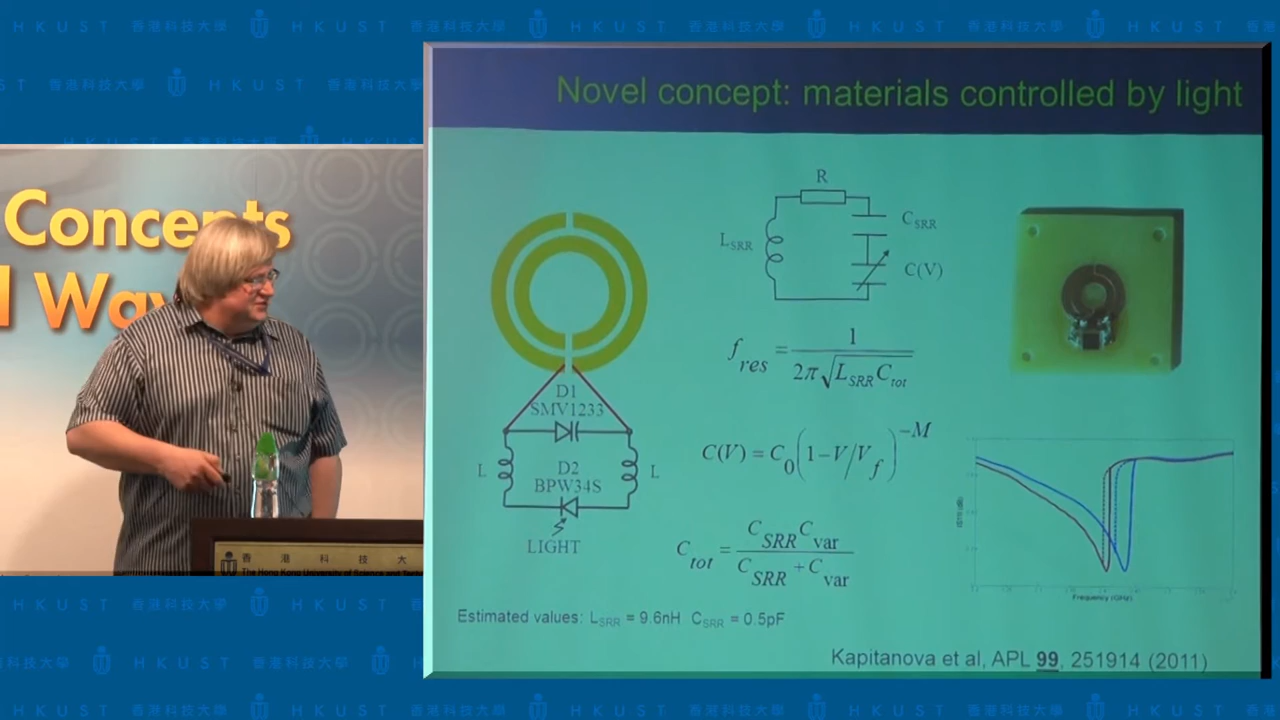 HKUST 香港科技大學
Novel concept: materials controlled by light
Concepts
d Wav
R
C_SRR
L_SRR
C(V)
f_res = 1 / 2π√L_SRR C_tot
D1
SMV1233
C(V) = C_0(1−V/V_f)^−M
L
D2
L
BPW34S
LIGHT
C_tot = C_SRR C_var / C_SRR + C_var
Frequency (GHz)
Estimated values: L_SRR = 9.6nH C_SRR = 0.5pF
Kapitanova et al, APL 99, 251914 (2011)
香 港 科 技 大
The Hong Kong University of Science and